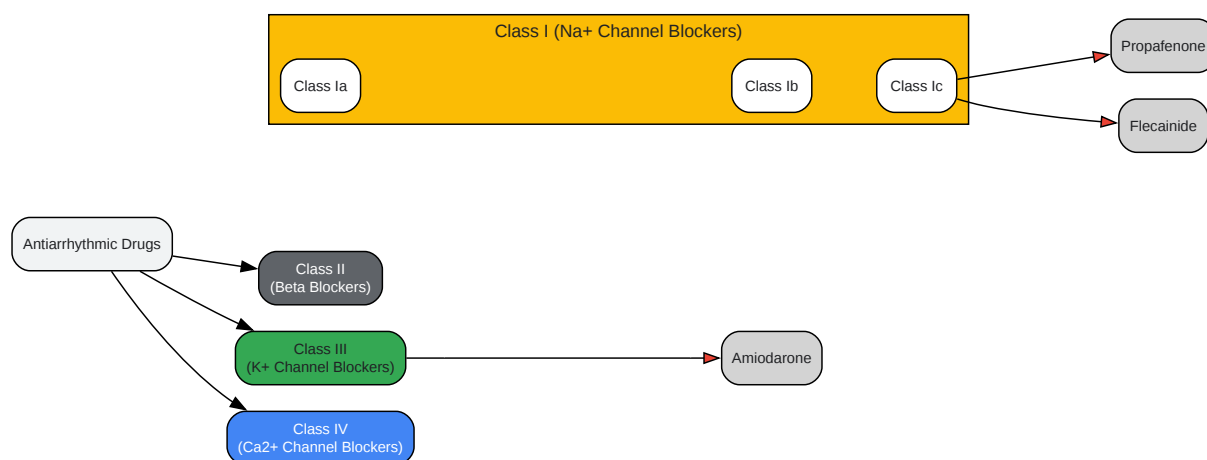 Class I (Na+ Channel Blockers)
Class Ia
Class Ib
Class Ic
Propafenone
Flecainide
Antiarrhythmic Drugs
Class II
(Beta Blockers)
Class III
(K+ Channel Blockers)
Amiodarone
Class IV
(Ca2+ Channel Blockers)